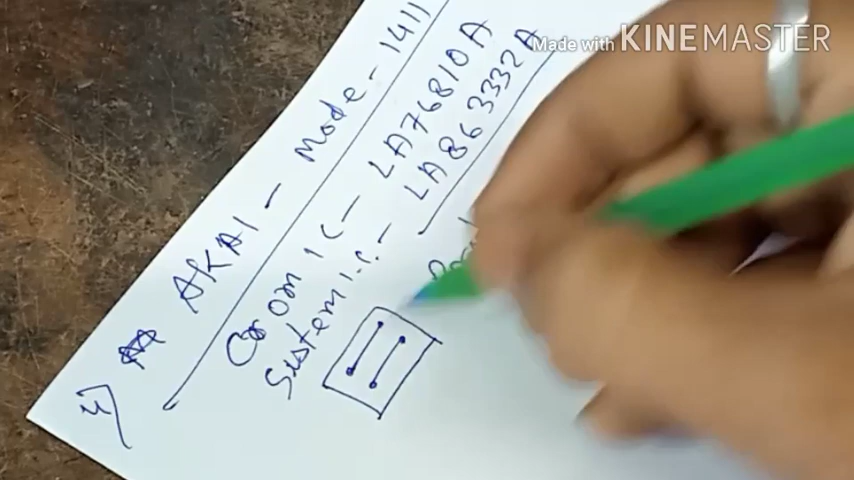 4)
AKAI - Mode - 1411
Crom I C - LA76810A
System I.C. - LA863332A
Made with KINEMASTER